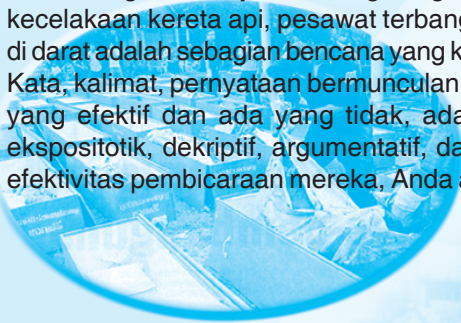 kecelakaan kereta api, pesawat terbang
di darat adalah sebagian bencana yang k
Kata, kalimat, pernyataan bermunculan
yang efektif dan ada yang tidak, ada
ekspositotik, dekriptif, argumentatif, da
efektivitas pembicaraan mereka, Anda a